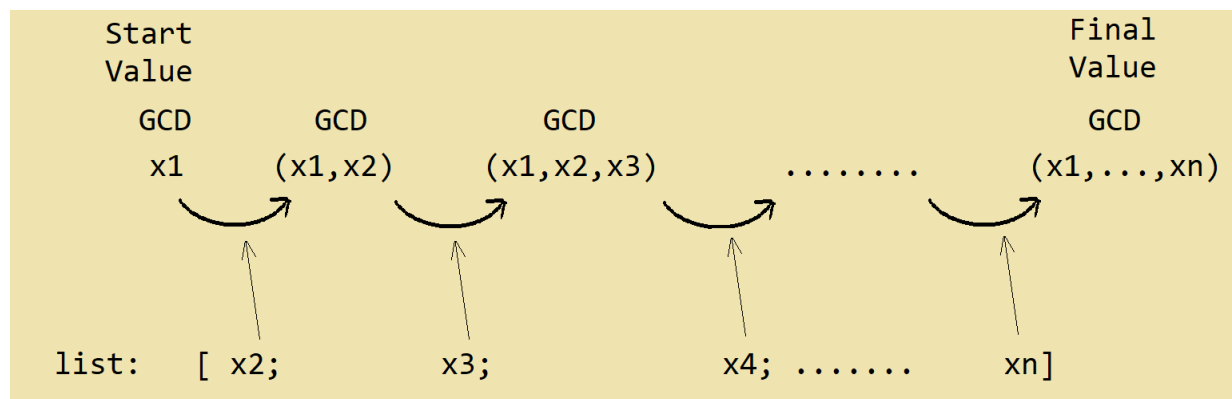 Start Final
Value Value
GCD GCD GCD GCD
x1 (x1,x2) (x1,x2,x3) ........ (x1,...,xn)
list: [ x2; x3; x4; ....... xn]